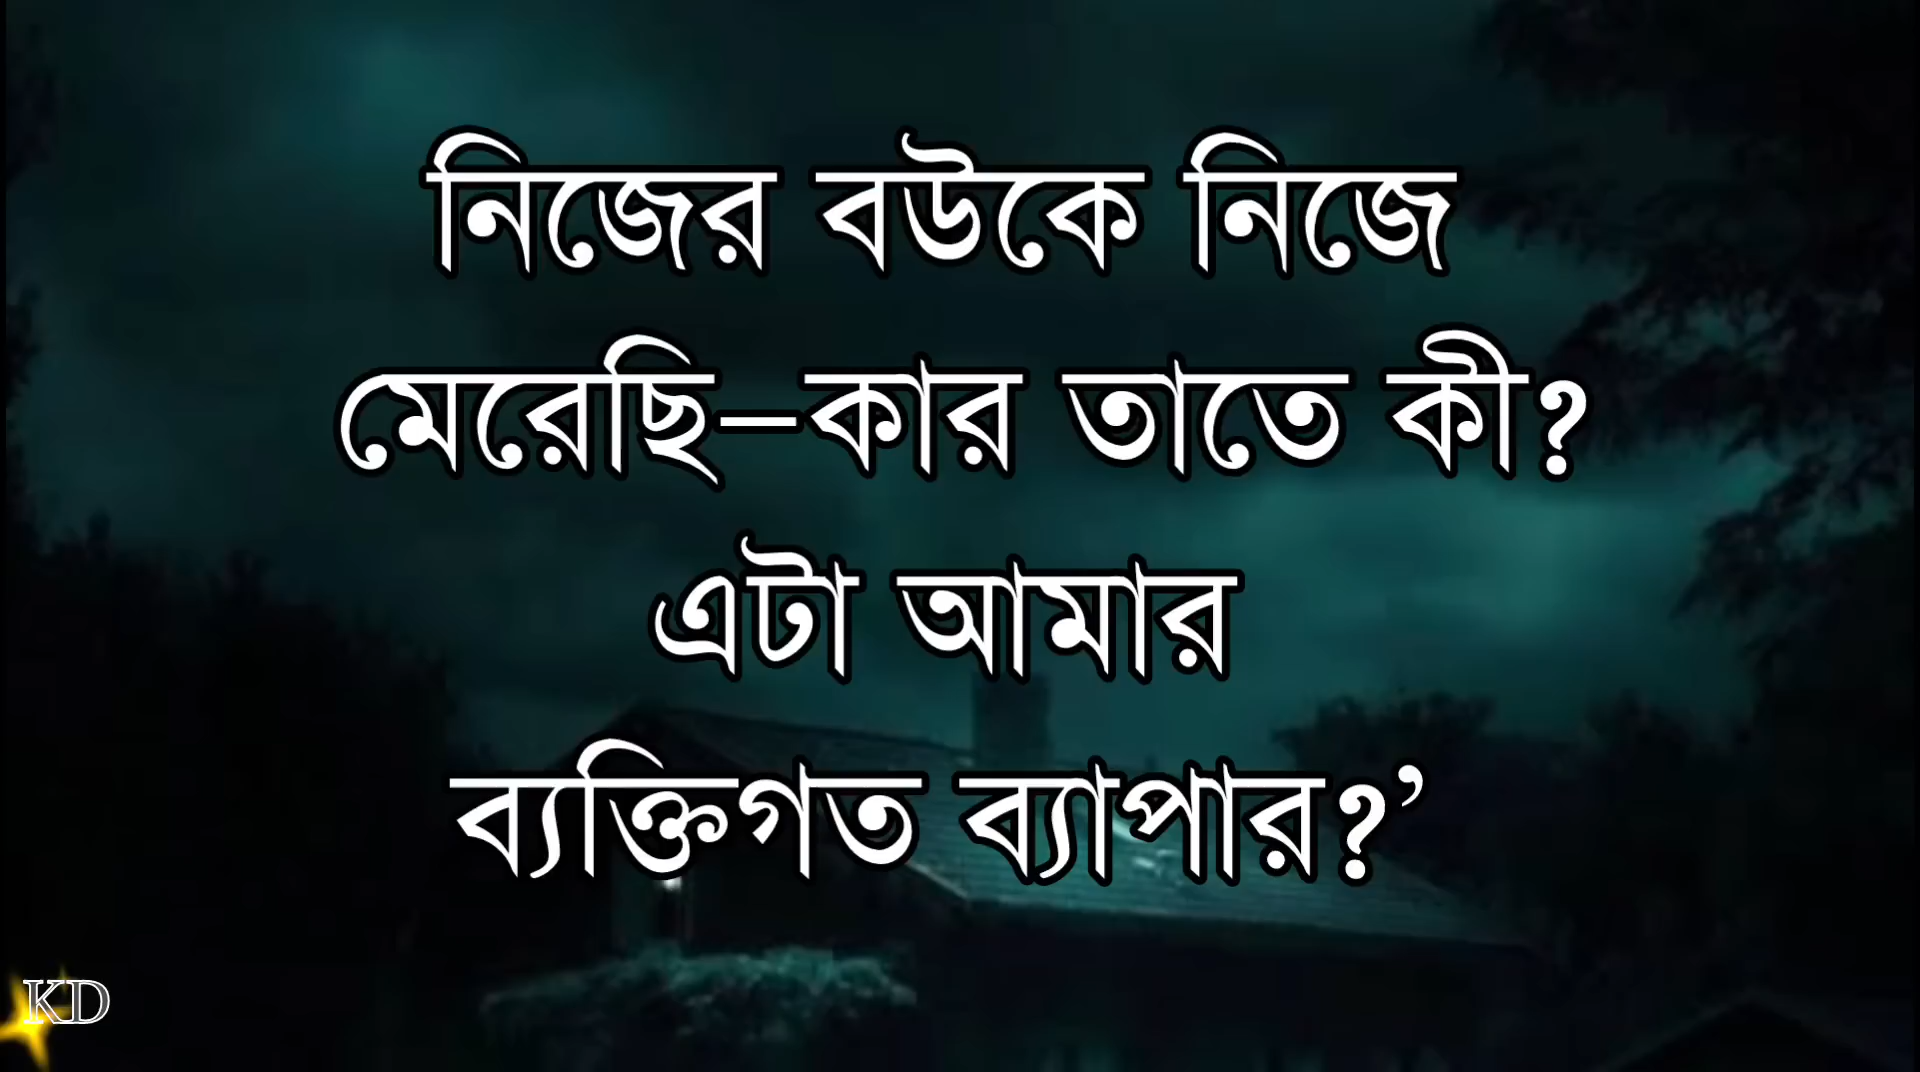 নিজের বউকে নিজে
মেরেছি–কার তাতে কী?
এটা আমার
ব্যক্তিগত ব্যাপার?’
KD